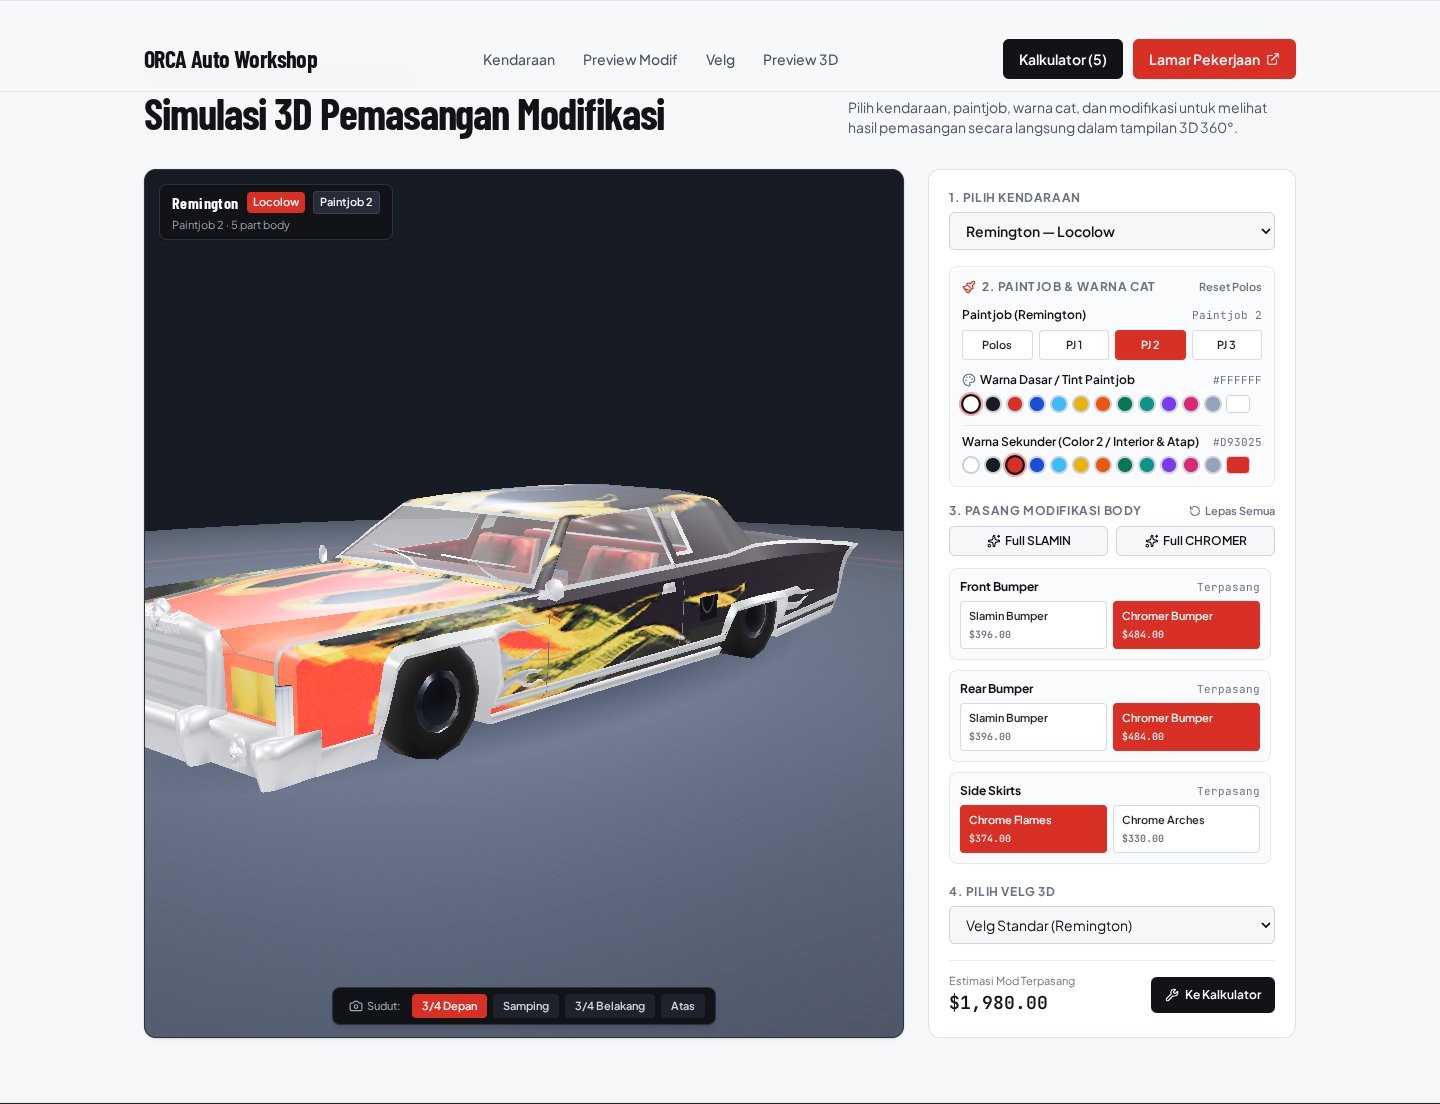 ORCA Auto Workshop
Kendaraan
Preview Modif
Velg
Preview 3D
Kalkulator (5)
Lamar Pekerjaan
Simulasi 3D Pemasangan Modifikasi
Pilih kendaraan, paintjob, warna cat, dan modifikasi untuk melihat
hasil pemasangan secara langsung dalam tampilan 3D 360°.
Remington Locolow Paintjob 2
Paintjob 2 · 5 part body
Sudut: 3/4 Depan Samping 3/4 Belakang Atas
1. PILIH KENDARAAN
Remington — Locolow
2. PAINTJOB & WARNA CAT Reset Polos
Paintjob (Remington) Paintjob 2
Polos PJ 1 PJ 2 PJ 3
Warna Dasar / Tint Paintjob #FFFFFF
Warna Sekunder (Color 2 / Interior & Atap) #D93025
3. PASANG MODIFIKASI BODY Lepas Semua
Full SLAMIN Full CHROMER
Front Bumper Terpasang
Slamin Bumper Chromer Bumper
$396.00 $484.00
Rear Bumper Terpasang
Slamin Bumper Chromer Bumper
$396.00 $484.00
Side Skirts Terpasang
Chrome Flames Chrome Arches
$374.00 $330.00
4. PILIH VELG 3D
Velg Standar (Remington)
Estimasi Mod Terpasang
$1,980.00
Ke Kalkulator